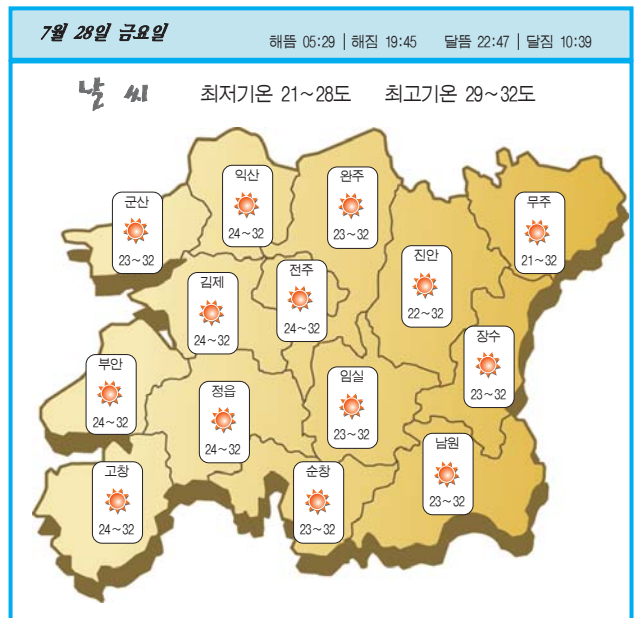 7월 28일 금요일
해뜸 05:29 | 해짐 19:45 달뜸 22:47 | 달짐 10:39
날 씨 최저기온 21~28도 최고기온 29~32도
군산
23~32
익산
24~32
완주
23~32
무주
21~32
김제
24~32
전주
24~32
진안
22~32
장수
23~32
부안
24~32
정읍
24~32
임실
23~32
남원
23~32
고창
24~32
순창
23~32